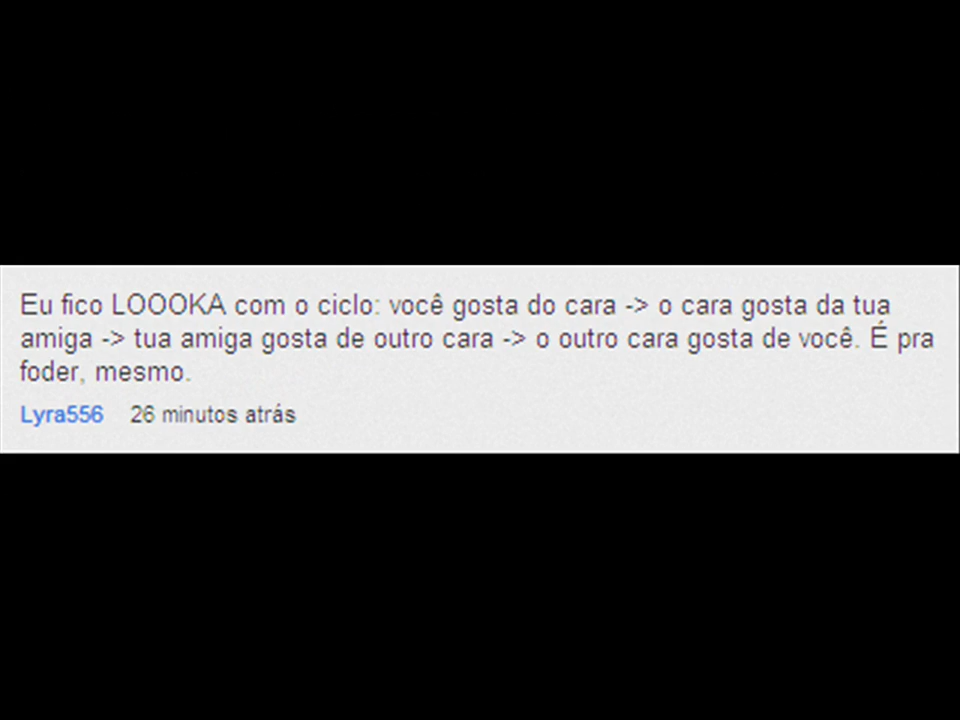 Eu fico LOOOKA com o ciclo: você gosta do cara -> o cara gosta da tua
amiga -> tua amiga gosta de outro cara -> o outro cara gosta de você. É pra
foder, mesmo.
Lyra556 26 minutos atrás